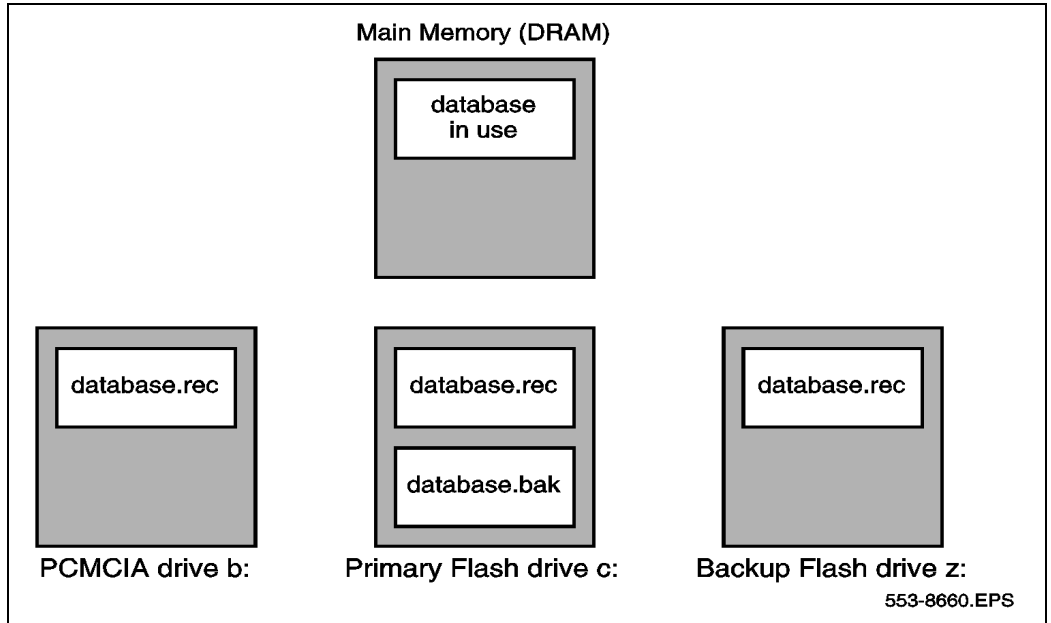 Main Memory (DRAM)
database
in use
database.rec
database.rec
database.rec
database.bak
PCMCIA drive b:
Primary Flash drive c:
Backup Flash drive z:
553-8660.EPS